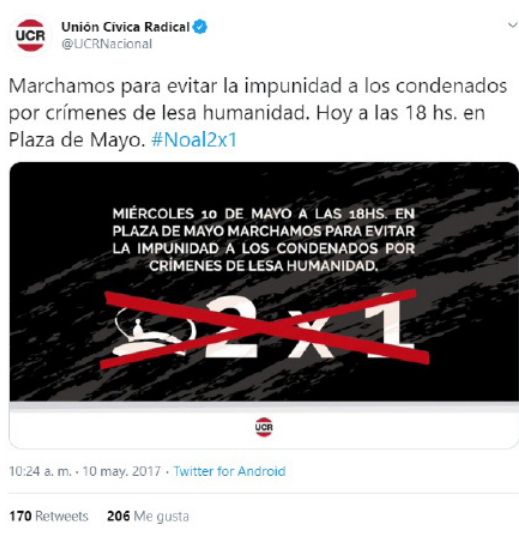 UCR
Unión Cívica Radical
@UCRNacional
Marchamos para evitar la impunidad a los condenados
por crímenes de lesa humanidad. Hoy a las 18 hs. en
Plaza de Mayo. #Noal2x1
MIÉRCOLES 10 DE MAYO A LAS 18HS. EN
PLAZA DE MAYO MARCHAMOS PARA EVITAR
LA IMPUNIDAD A LOS CONDENADOS POR
CRÍMENES DE LESA HUMANIDAD.
2 x 1
UCR
10:24 a. m. · 10 may. 2017 · Twitter for Android
170 Retweets 206 Me gusta